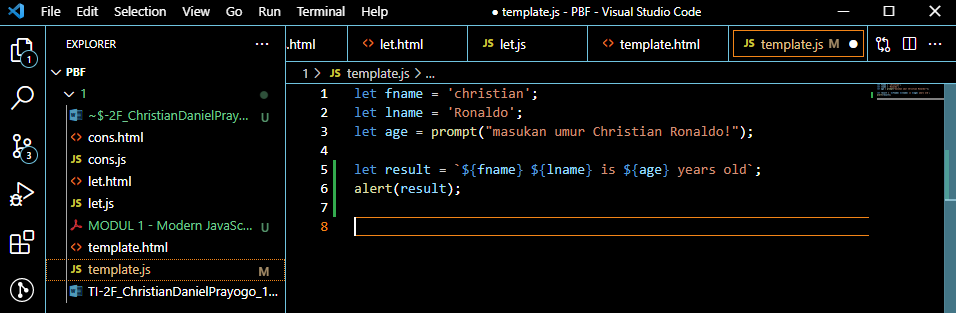 File Edit Selection View Go Run Terminal Help
● template.js - PBF - Visual Studio Code
EXPLORER ...
.html
let.html
JS let.js
template.html
JS template.js M ●
PBF
1 > JS template.js > ...
1
~$-2F_ChristianDanielPray... U
cons.html
JS cons.js
let.html
JS let.js
MODUL 1 - Modern JavaSc... U
template.html
JS template.js M
TI-2F_ChristianDanielPrayogo_1...
1
3
1 let fname = 'christian';
2 let lname = 'Ronaldo';
3 let age = prompt("masukan umur Christian Ronaldo!");
4
5 let result = `${fname} ${lname} is ${age} years old`;
6 alert(result);
7
8